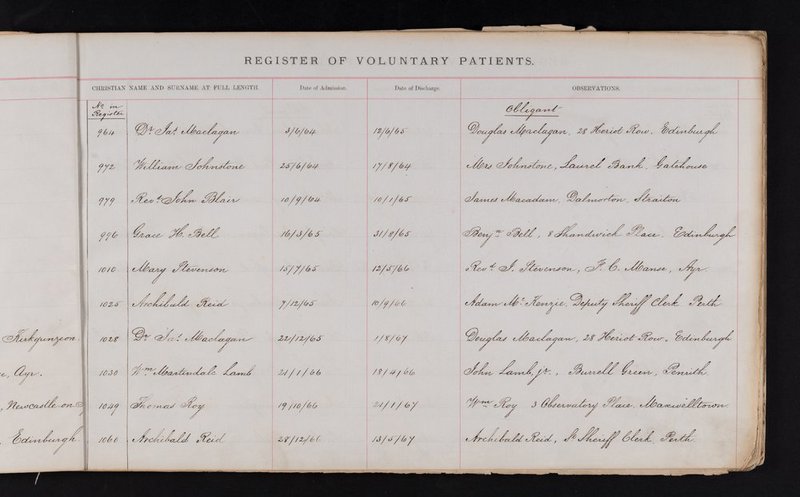 REGISTER OF VOLUNTARY PATIENTS.
CHRISTIAN NAME AND SURNAME AT FULL LENGTH. Date of Admission. Date of Discharge. OBSERVATIONS.
No in Register Obligant
964 Dr Jas Maclagan 3/6/64 12/6/65 Douglas Maclagan, 28 Heriot Row, Edinburgh
972 William Johnstone 25/6/64 17/8/64 Mrs Johnstone, Laurel Bank, Gatehouse
979 Revd John Blair 10/9/64 10/1/65 James Macadam, Dalmorton, Straiton
996 Grace H. Bell 16/3/65 31/8/65 Benjn Bell, 8 Shandwick Place, Edinburgh
1010 Mary Stevenson 15/7/65 12/5/66 Revd J. Stevenson, F. C. Manse, Ayr.
1025 Archibald Reid 7/12/65 10/9/66 Adam McKenzie, Deputy Sheriff Clerk Perth
Kirkgunzeon 1028 Dr Jas Maclagan 22/12/65 1/8/67 Douglas Maclagan, 28 Heriot Row, Edinburgh
Ayr. 1030 Wm Martindale Lamb 21/1/66 18/4/66 John Lamb, jr, Burrell Green, Penrith
Newcastle-on 1049 Thomas Roy 19/10/66 21/1/67 Wm Roy 3 Observatory Place, Maxwelltown
Edinburgh 1060 Archibald Reid 28/12/66 13/5/67 Archibald Reid, Sheriff Clerk, Perth